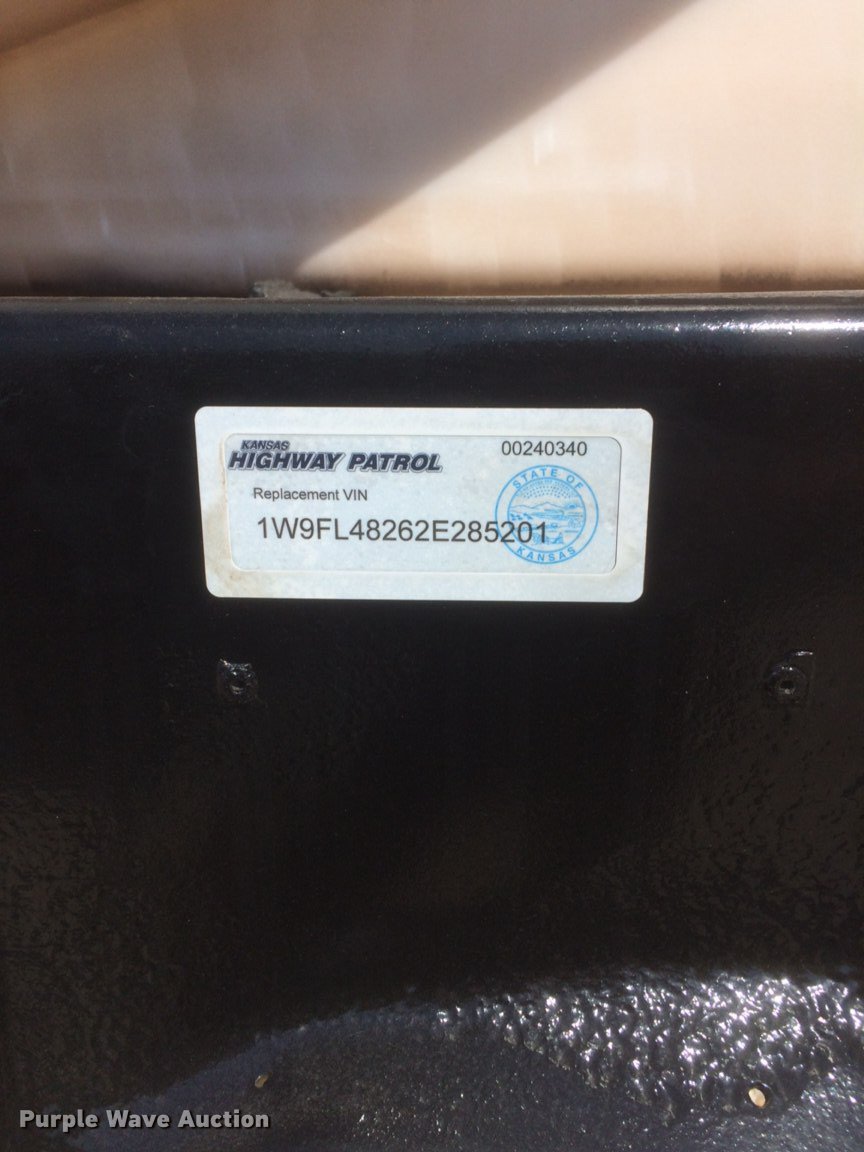 KANSAS
HIGHWAY PATROL
00240340
Replacement VIN
1W9FL48262E285201
STATE OF
KANSAS
Purple Wave Auction